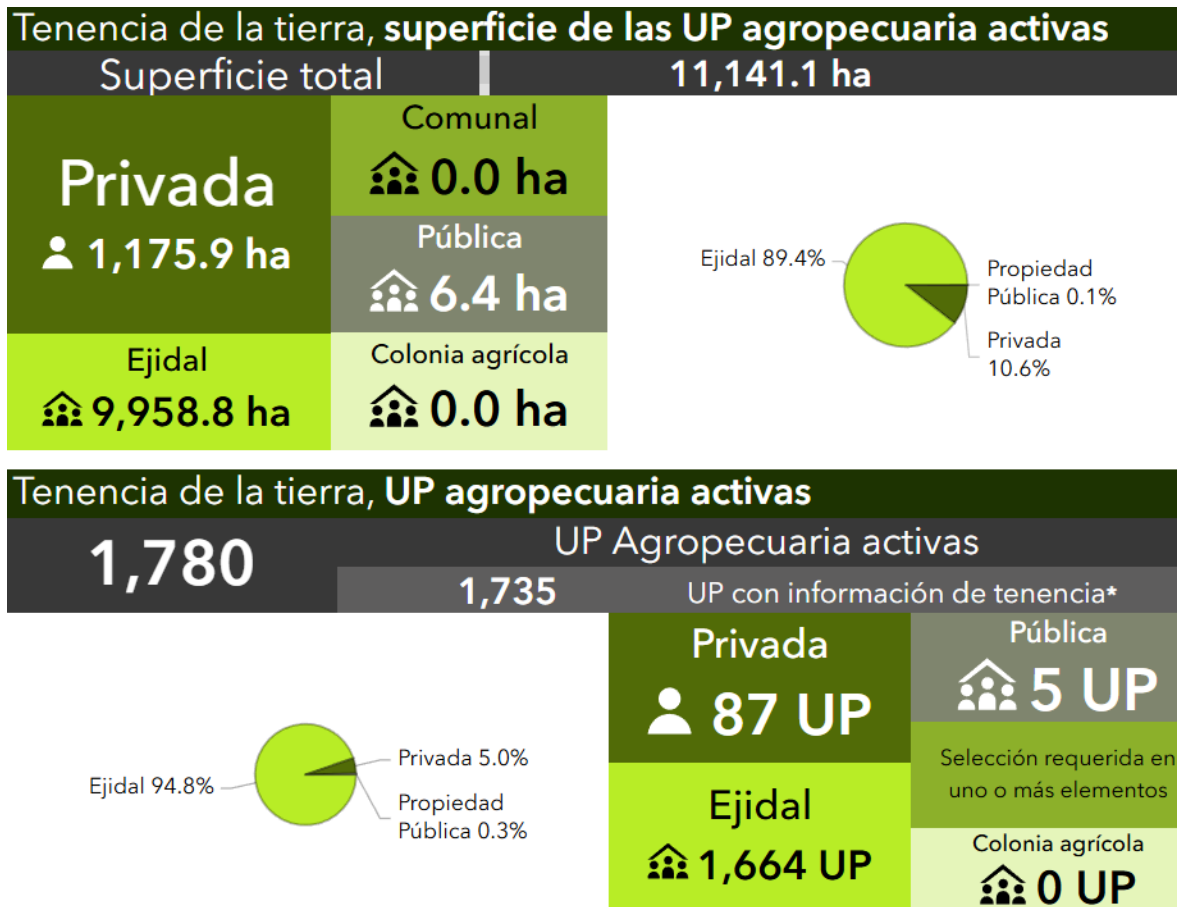 Tenencia de la tierra, superficie de las UP agropecuaria activas
Superficie total
11,141.1 ha
Privada
1,175.9 ha
Comunal
0.0 ha
Pública
6.4 ha
Ejidal
9,958.8 ha
Colonia agrícola
0.0 ha
Ejidal 89.4%
Propiedad
Pública 0.1%
Privada
10.6%
Tenencia de la tierra, UP agropecuaria activas
1,780
UP Agropecuaria activas
1,735
UP con información de tenencia*
Ejidal 94.8%
Privada 5.0%
Propiedad
Pública 0.3%
Privada
87 UP
Pública
5 UP
Selección requerida en
uno o más elementos
Ejidal
1,664 UP
Colonia agrícola
0 UP